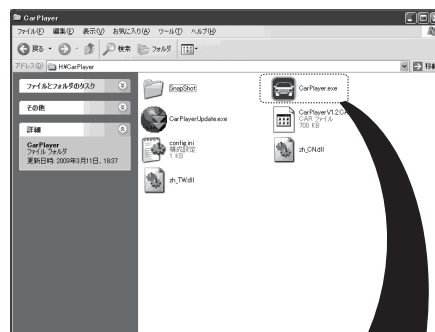 CarPlayer
ファイル(F) 編集(E) 表示(V) お気に入り(A) ツール(T) ヘルプ(H)
戻る 検索 フォルダ
アドレス(D) H:¥CarPlayer 移動
ファイルとフォルダのタスク
その他
詳細
CarPlayer
ファイル フォルダ
更新日時: 2009年3月11日、18:37
SnapShot
CarPlayer.exe
CarPlayerUpdate.exe
CarPlayerV1.2.CAR
CAR ファイル
700 KB
config.ini
構成設定
1 KB
zh_CN.dll
zh_TW.dll